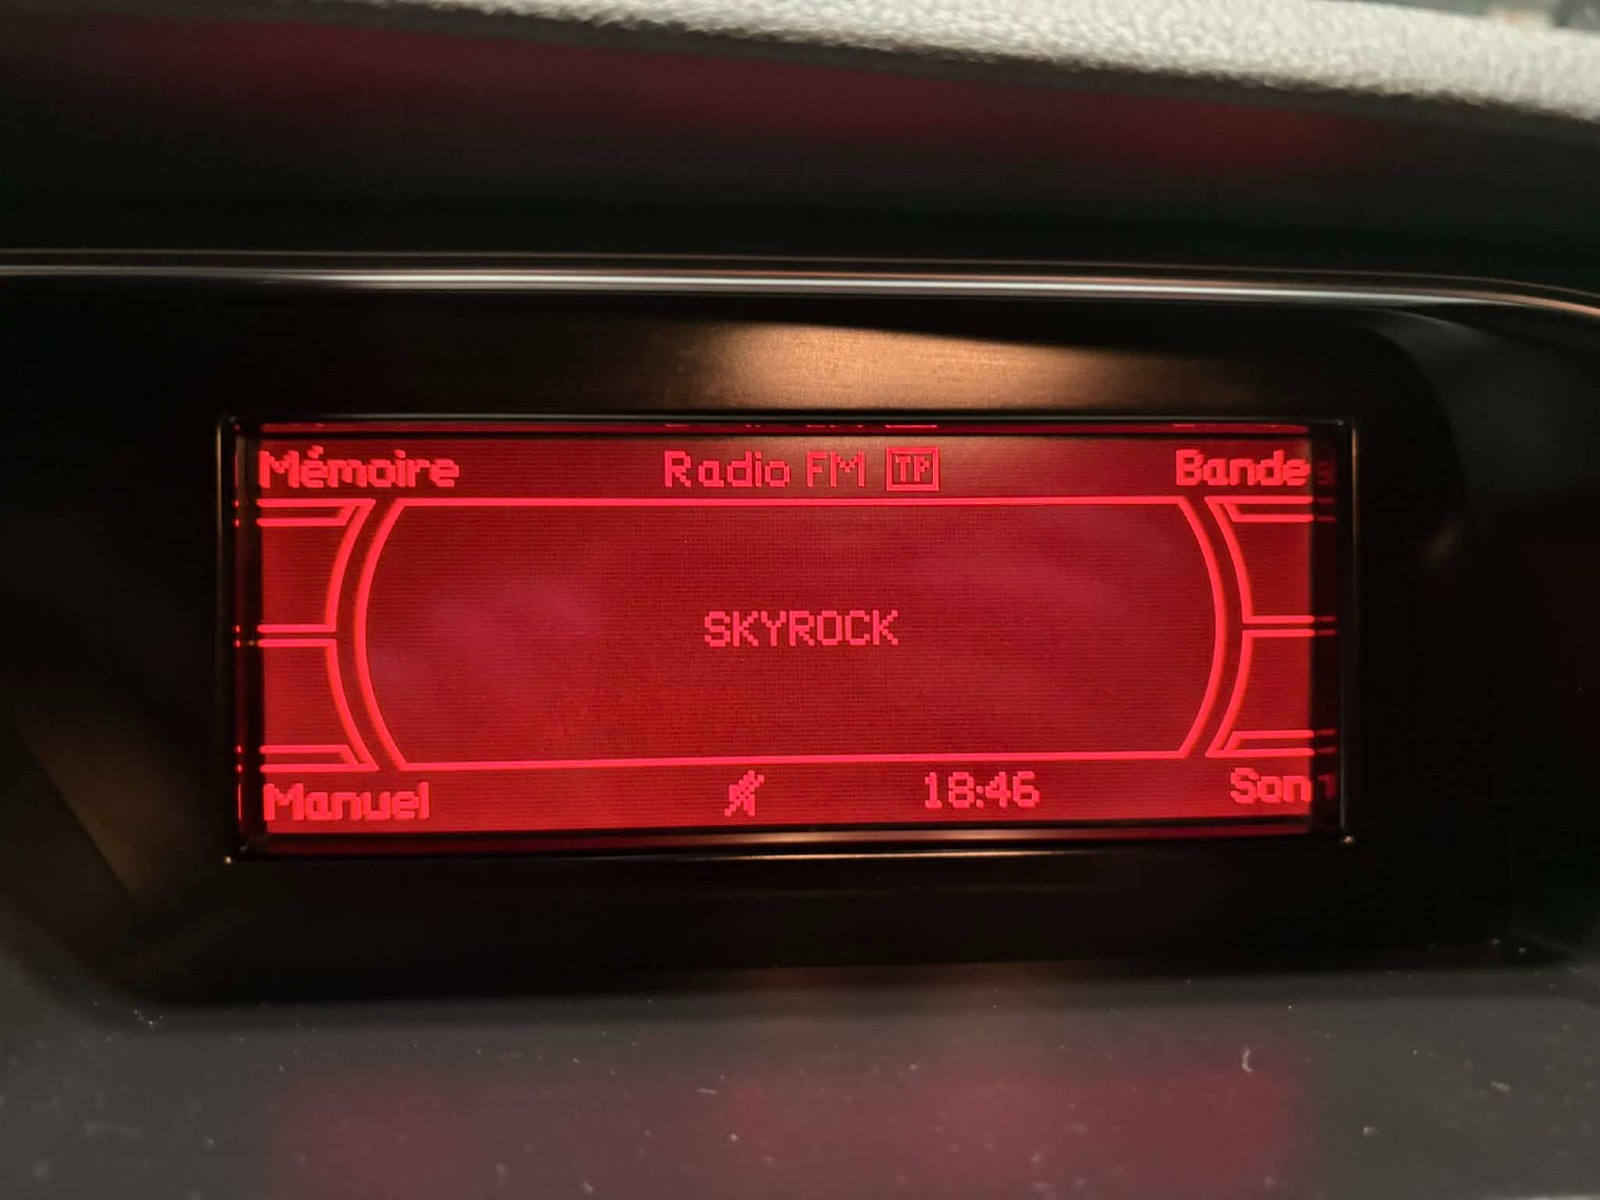 Mémoire Radio FM TP Bande
SKYROCK
Manuel 18:46 Son